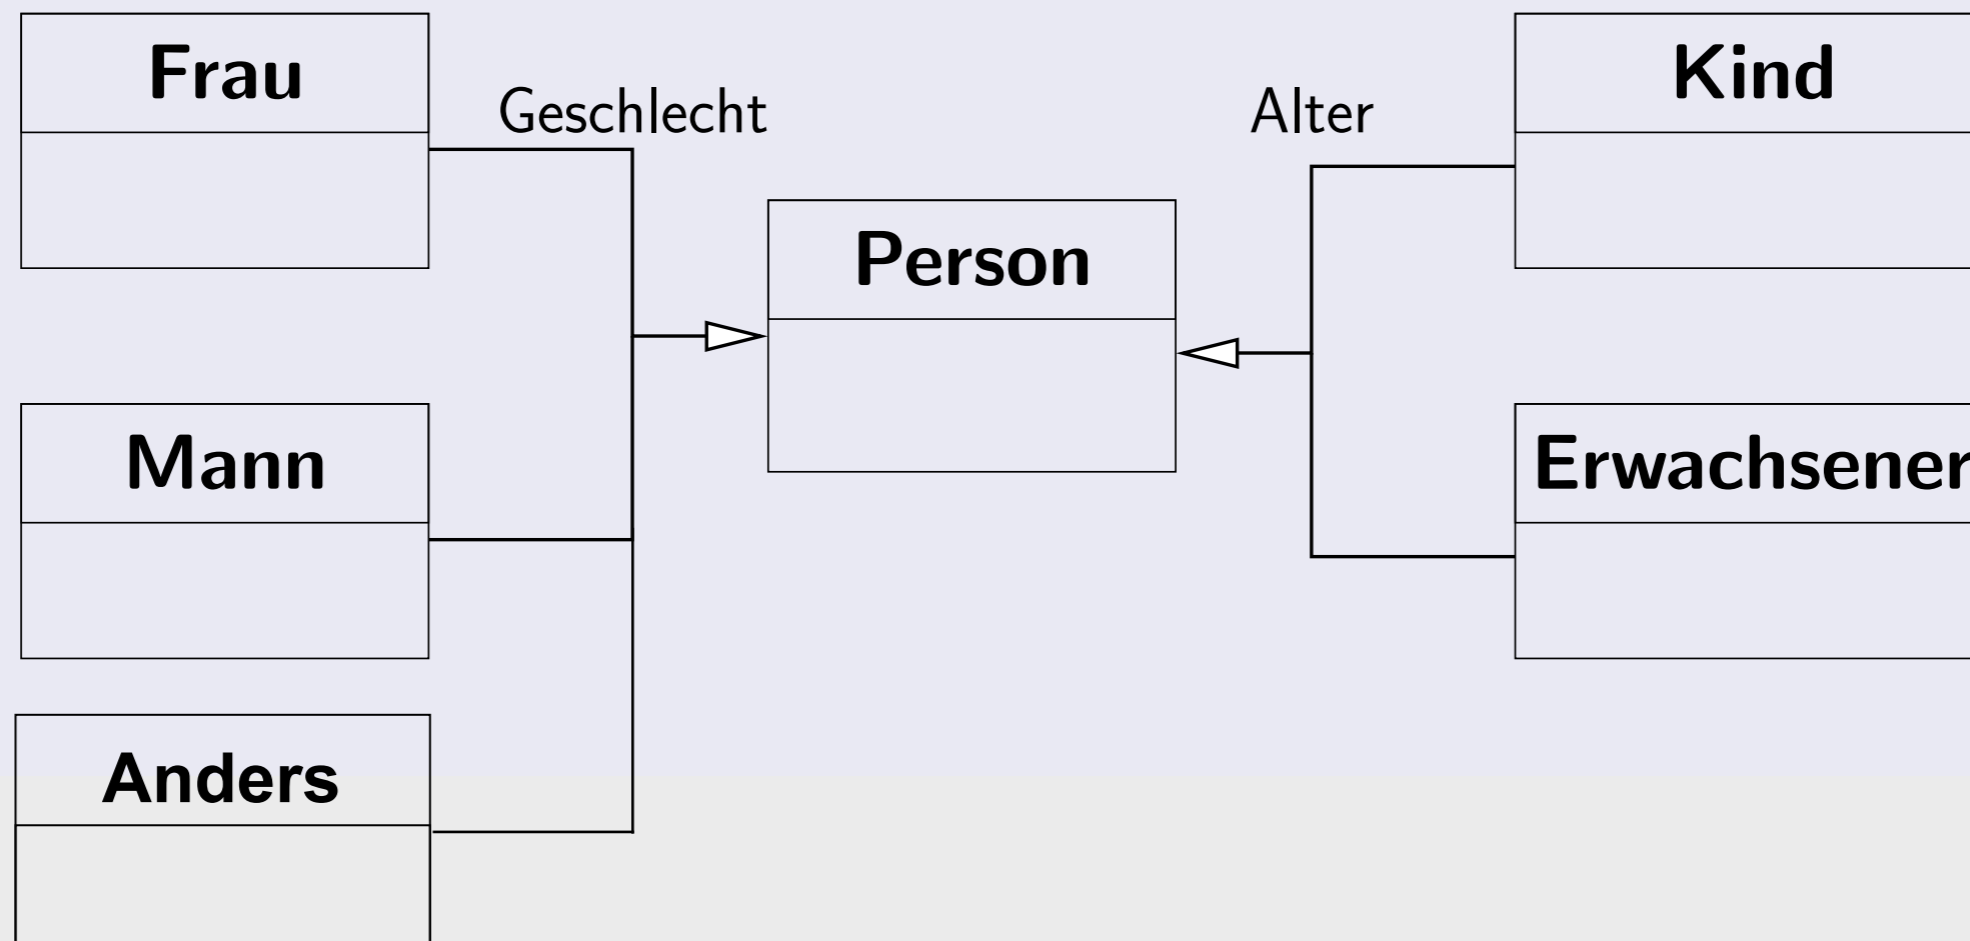 Frau
Geschlecht
Alter
Kind
Person
Mann
Erwachsener
Anders